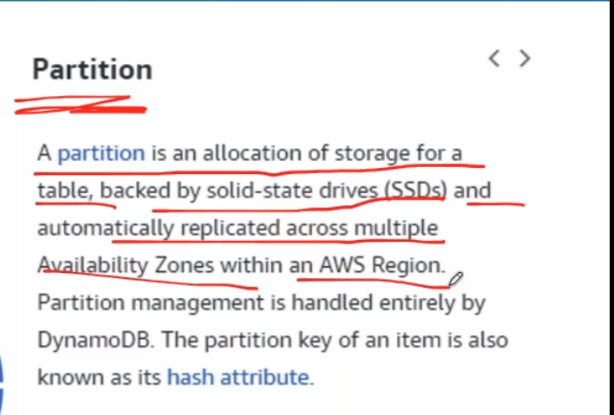 Partition
A partition is an allocation of storage for a
table, backed by solid-state drives (SSDs) and
automatically replicated across multiple
Availability Zones within an AWS Region.
Partition management is handled entirely by
DynamoDB. The partition key of an item is also
known as its hash attribute.